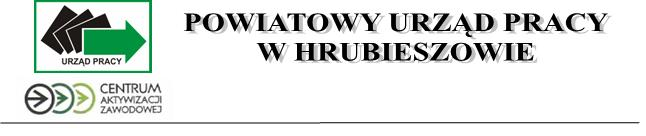 URZĄD PRACY
POWIATOWY URZĄD PRACY
W HRUBIESZOWIE
CENTRUM
AKTYWIZACJI
ZAWODOWEJ